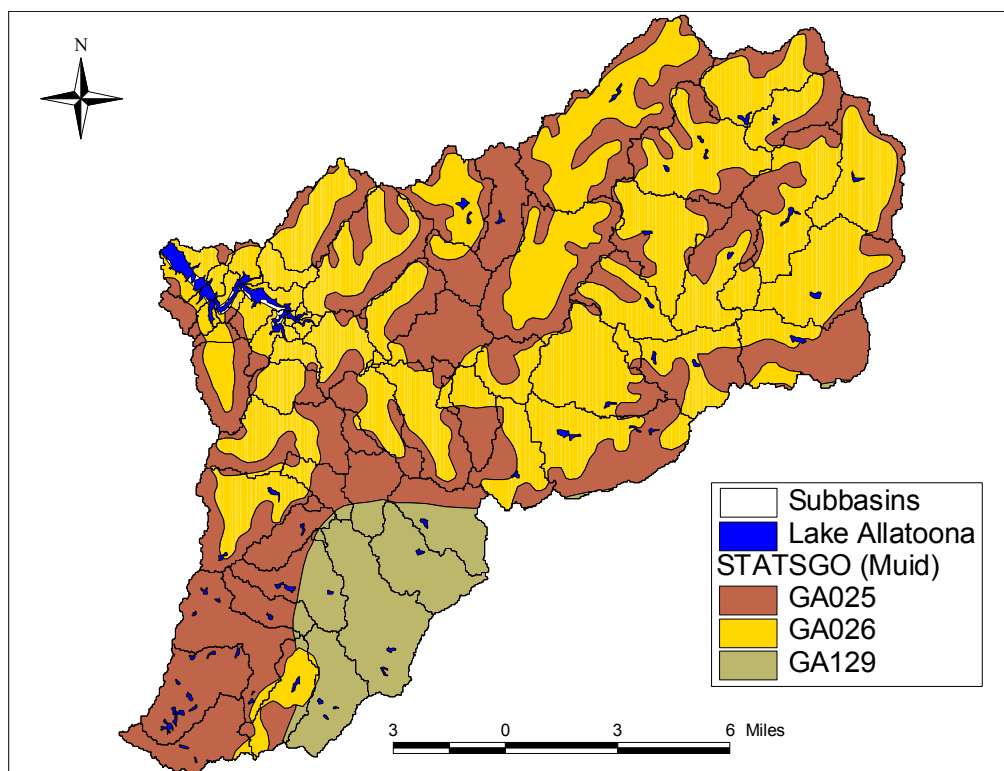 N
Subbasins
Lake Allatoona
STATSGO (Muid)
GA025
GA026
GA129
3 0 3 6 Miles